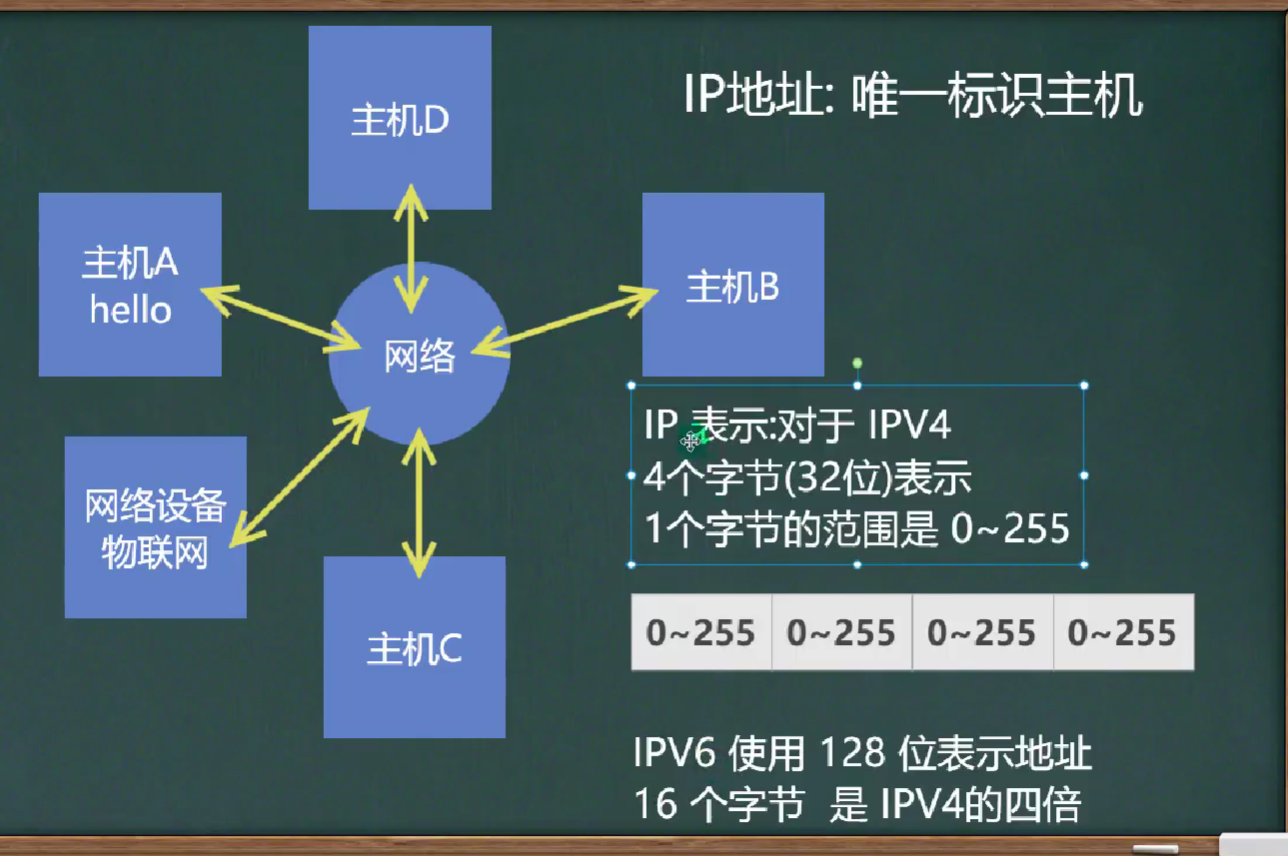 主机D
IP地址: 唯一标识主机
主机A
hello
主机B
网络
IP 表示:对于 IPV4
4个字节(32位)表示
1个字节的范围是 0~255
网络设备
物联网
主机C
0~255 0~255 0~255 0~255
IPV6 使用 128 位表示地址
16 个字节 是 IPV4的四倍